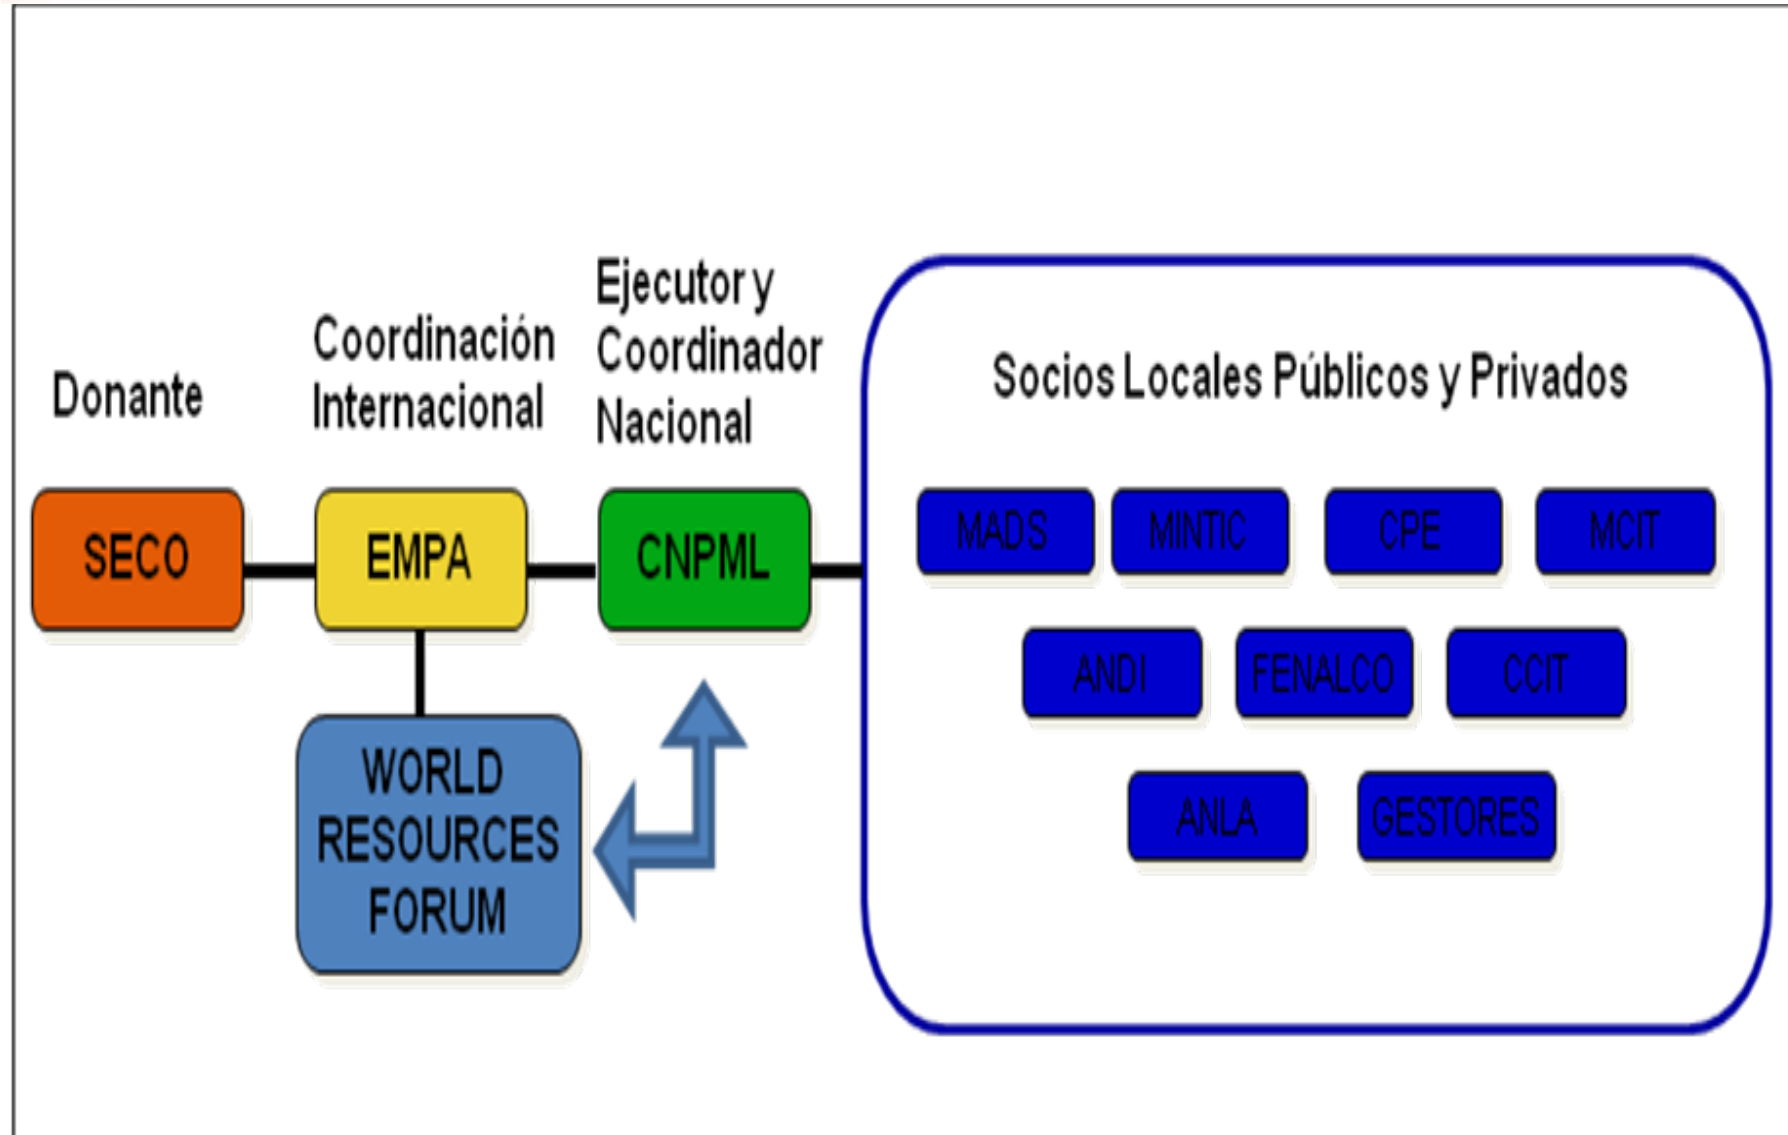 Donante
Coordinación
Internacional
Ejecutor y
Coordinador
Nacional
SECO
EMPA
CNPML
WORLD
RESOURCES
FORUM
Socios Locales Públicos y Privados
MADS
MINTIC
CPE
MCIT
ANDI
FENALCO
CCIT
ANLA
GESTORES